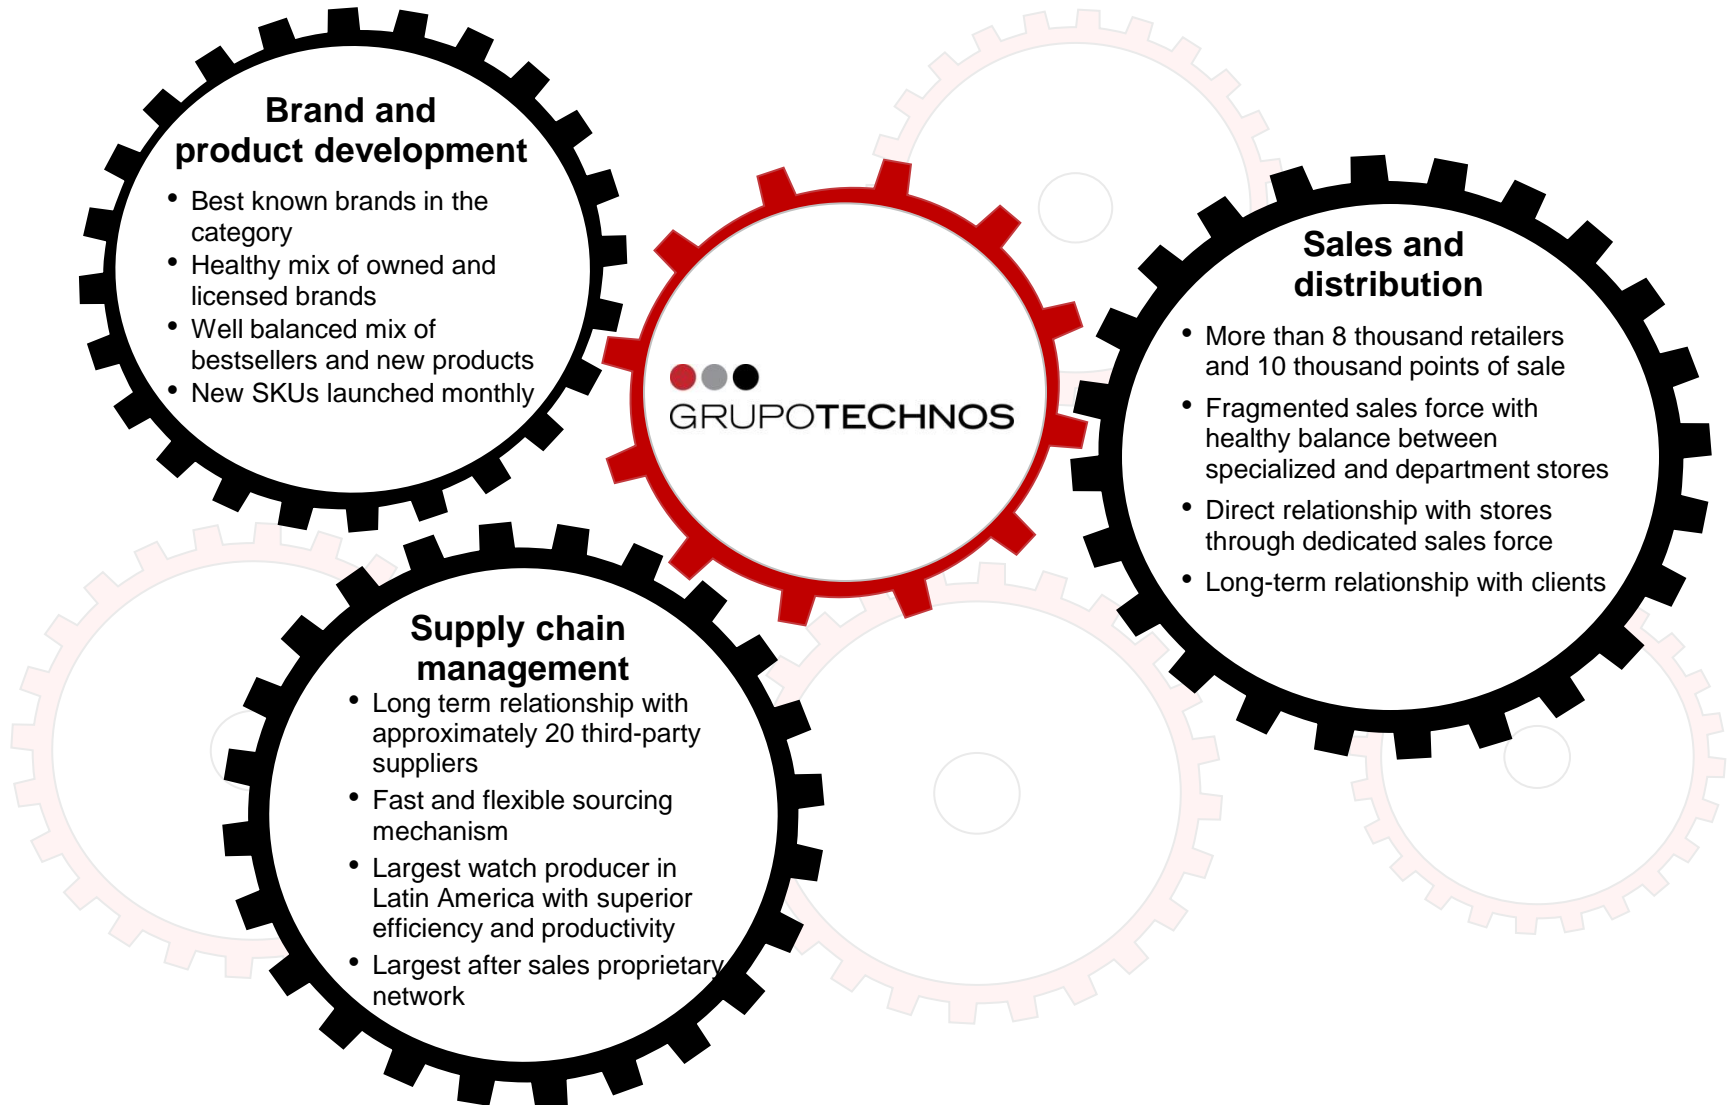 Brand and
product development
• Best known brands in the
category
• Healthy mix of owned and
licensed brands
• Well balanced mix of
bestsellers and new products
• New SKUs launched monthly
GRUPOTECHNOS
Sales and
distribution
• More than 8 thousand retailers
and 10 thousand points of sale
• Fragmented sales force with
healthy balance between
specialized and department stores
• Direct relationship with stores
through dedicated sales force
• Long-term relationship with clients
Supply chain
management
• Long term relationship with
approximately 20 third-party
suppliers
• Fast and flexible sourcing
mechanism
• Largest watch producer in
Latin America with superior
efficiency and productivity
• Largest after sales proprietary
network